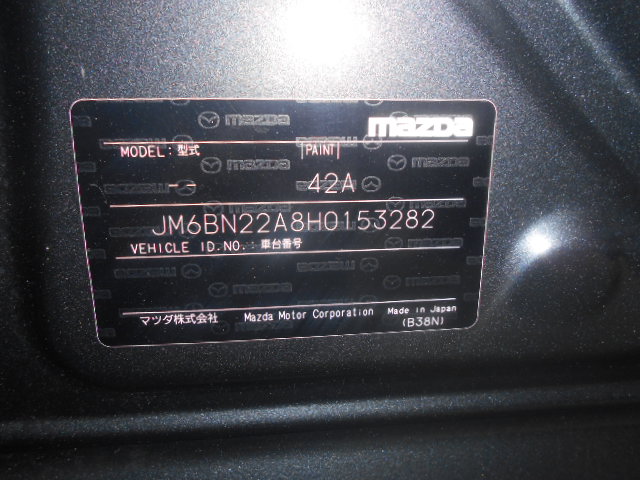 mazda
MODEL: 型式 PAINT
-- 42A
JM6BN22A8H0153282
VEHICLE ID.NO. 車台番号
マツダ株式会社 Mazda Motor Corporation Made in Japan
(B38N)